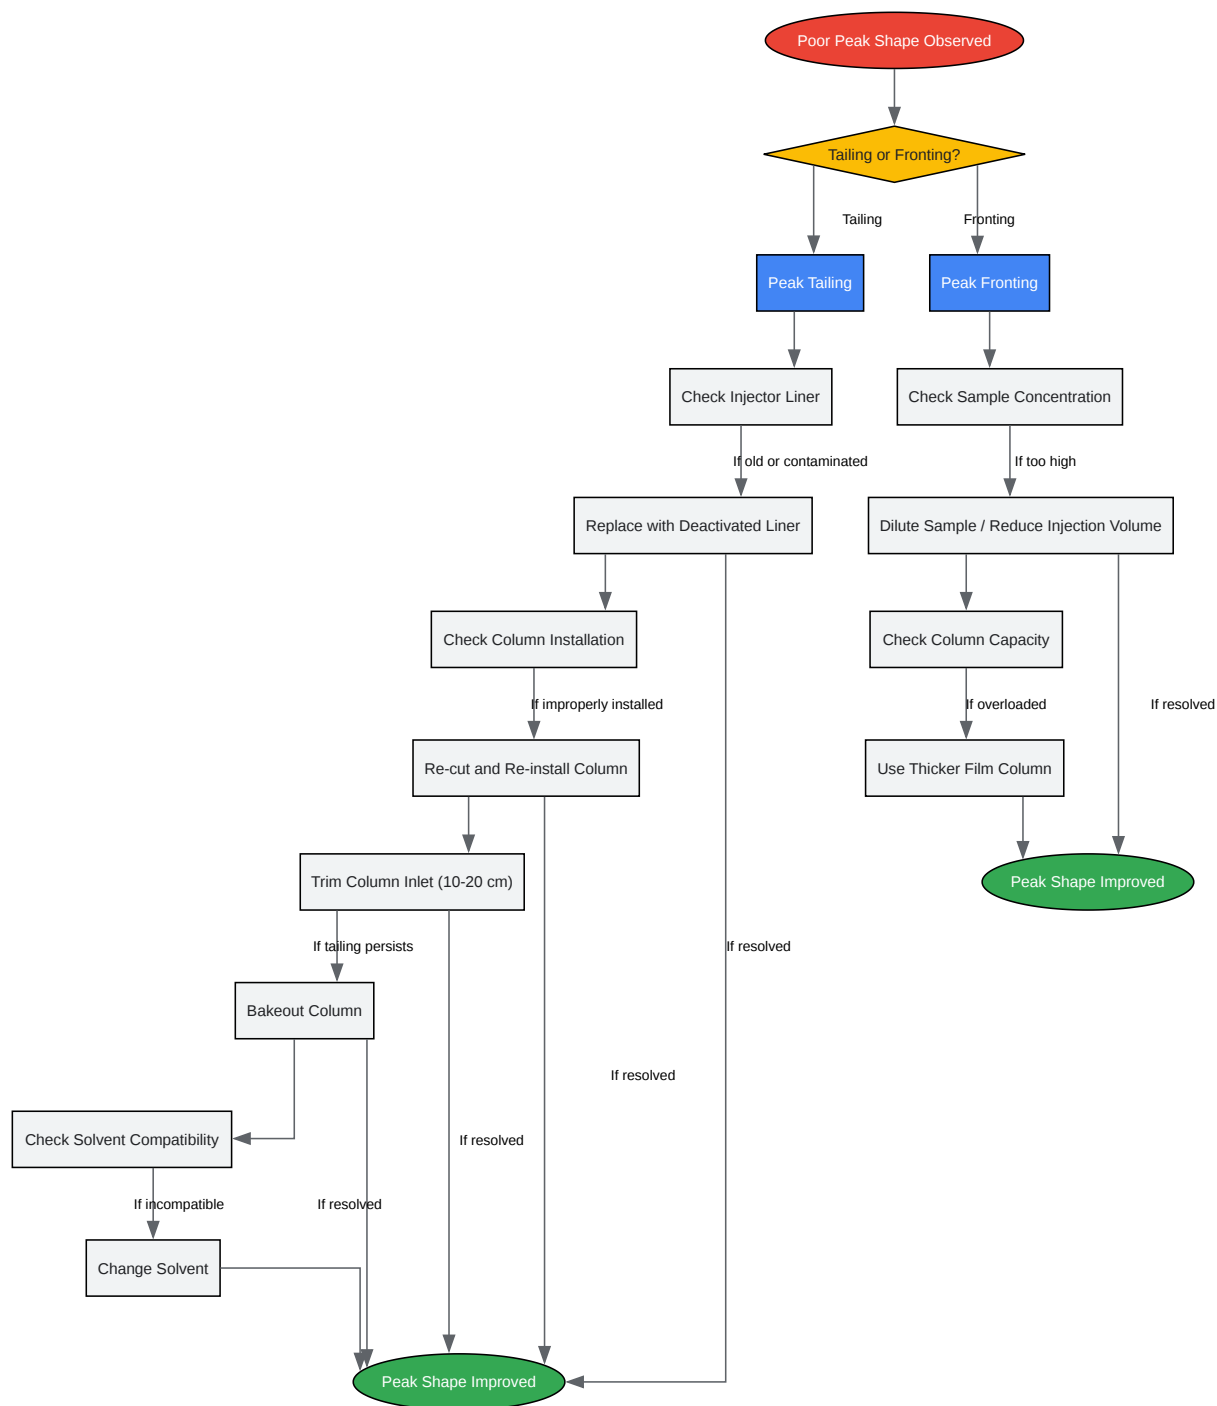 Poor Peak Shape Observed
Tailing or Fronting?
Tailing
Fronting
Peak Tailing
Peak Fronting
Check Injector Liner
Check Sample Concentration
If old or contaminated
If too high
Replace with Deactivated Liner
Dilute Sample / Reduce Injection Volume
Check Column Installation
Check Column Capacity
If improperly installed
If overloaded
If resolved
Re-cut and Re-install Column
Use Thicker Film Column
Trim Column Inlet (10-20 cm)
Peak Shape Improved
If tailing persists
If resolved
Bakeout Column
If resolved
Check Solvent Compatibility
If resolved
If incompatible
If resolved
Change Solvent
Peak Shape Improved